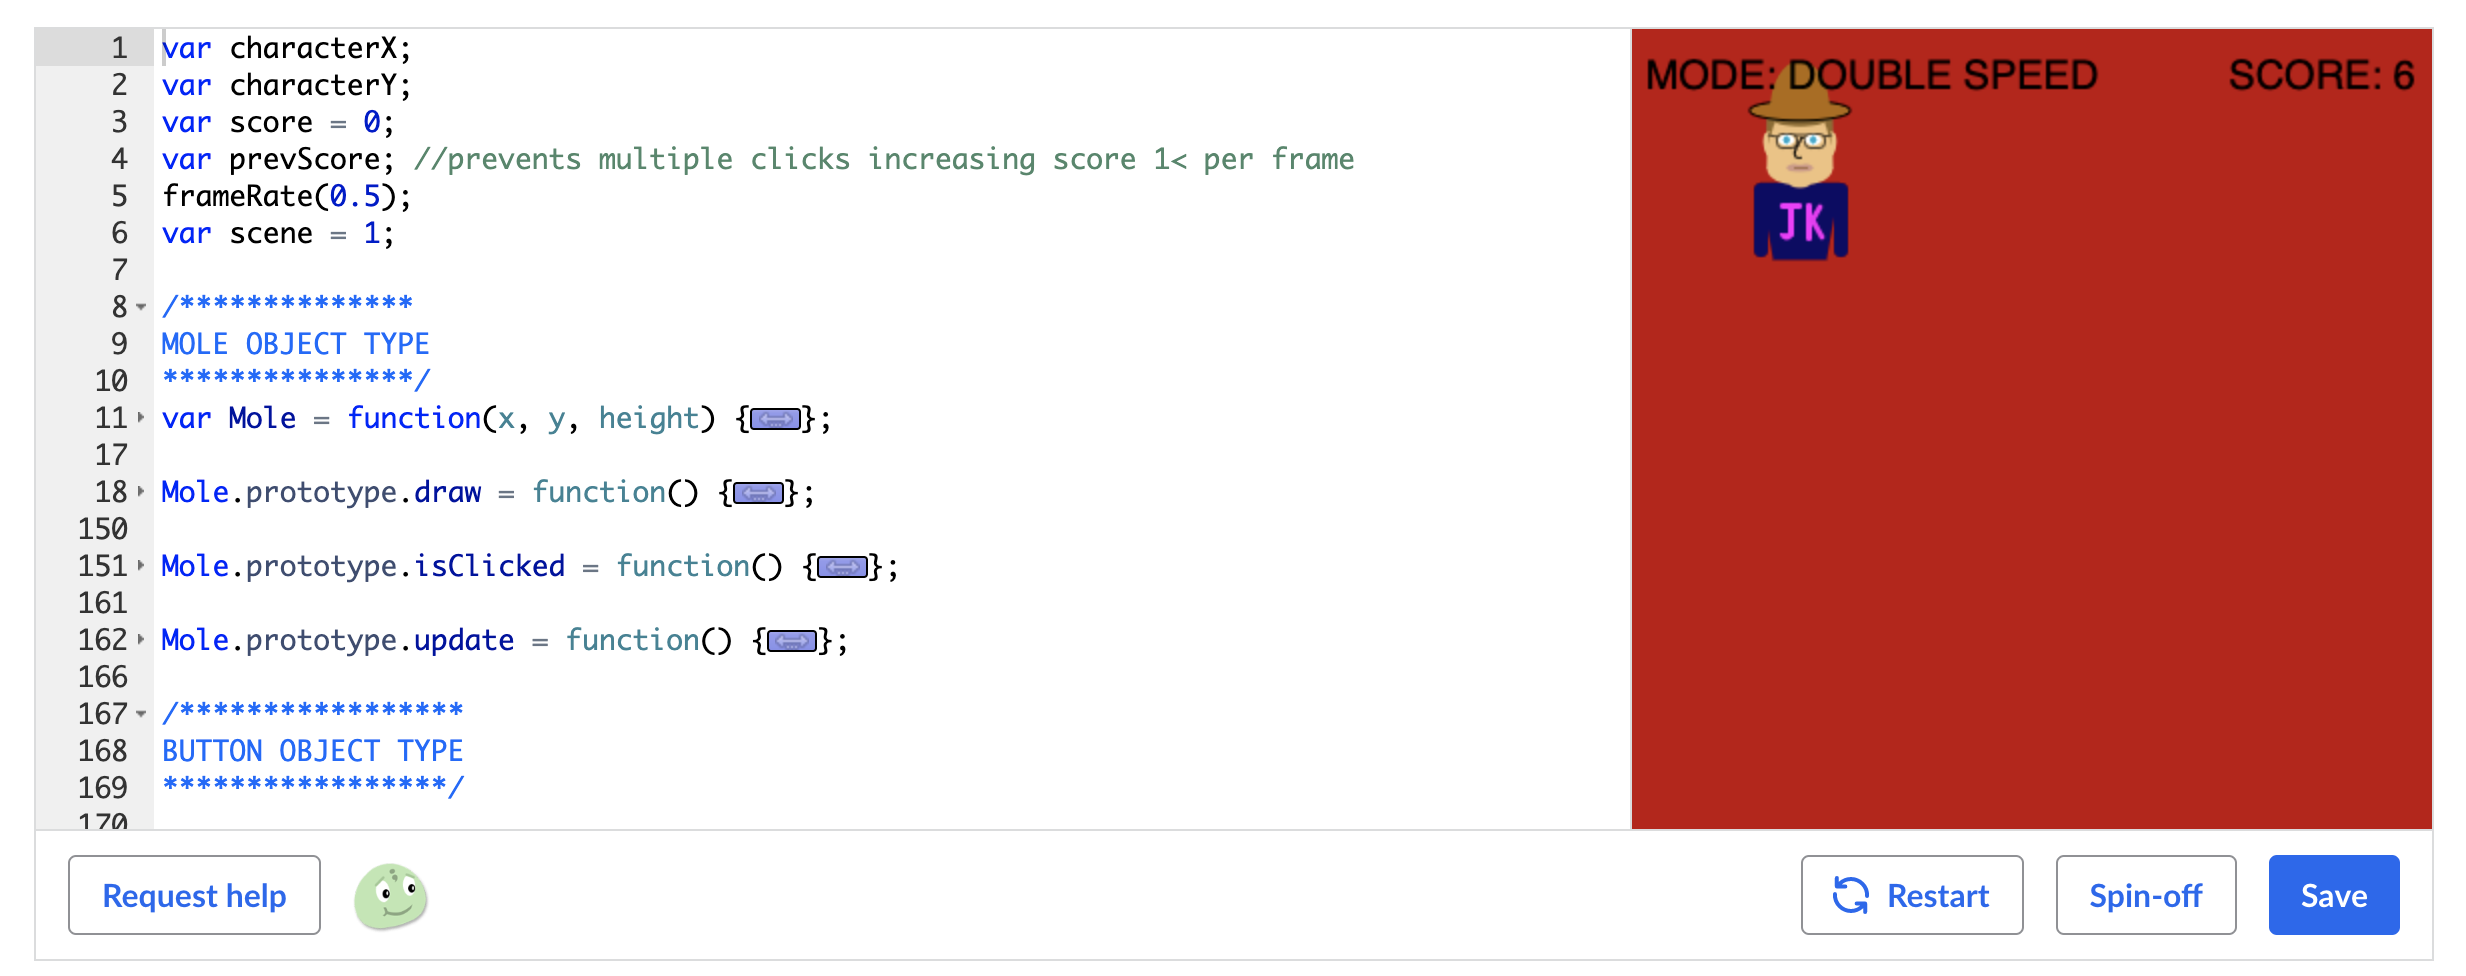 1 var characterX;
2 var characterY;
3 var score = 0;
4 var prevScore; //prevents multiple clicks increasing score 1< per frame
5 frameRate(0.5);
6 var scene = 1;
7
8 /**************
9 MOLE OBJECT TYPE
10 ***************/
11 var Mole = function(x, y, height) {...};
17
18 Mole.prototype.draw = function() {...};
150
151 Mole.prototype.isClicked = function() {...};
161
162 Mole.prototype.update = function() {...};
166
167 /*****************
168 BUTTON OBJECT TYPE
169 *****************/
170
MODE: DOUBLE SPEED SCORE: 6
JK
Request help Restart Spin-off Save